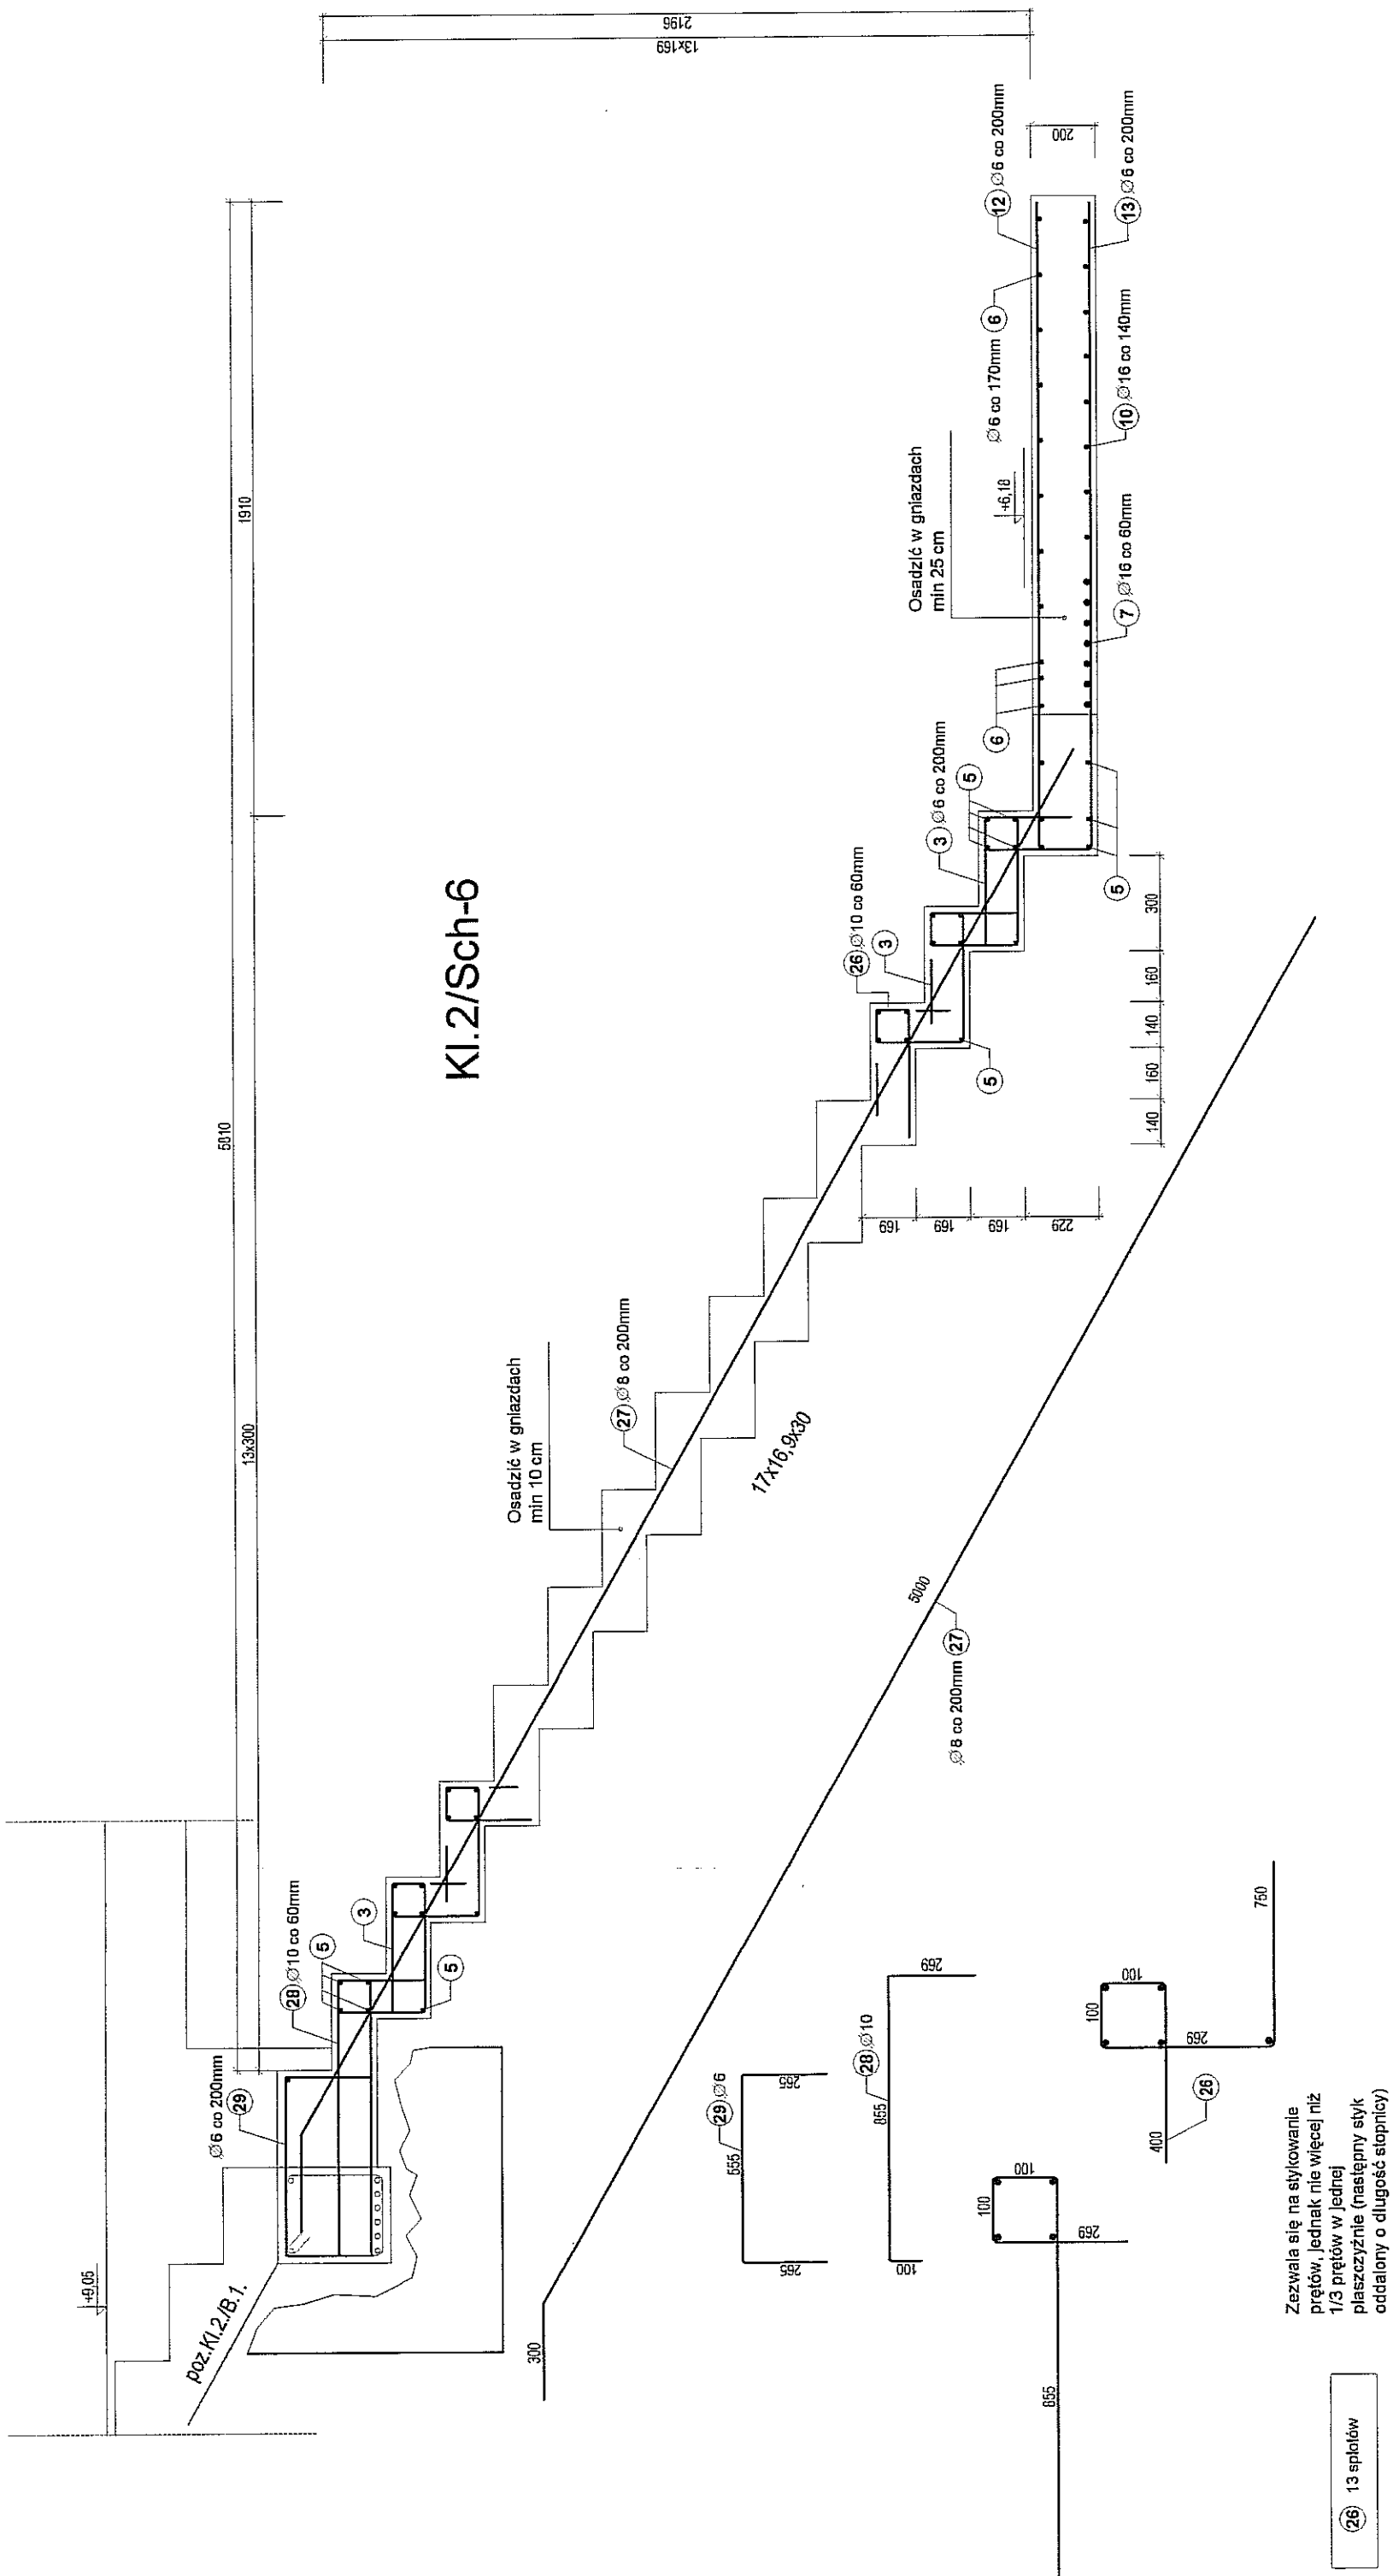 2196
13x169
5810
1910
13x300
Kl.2/Sch-6
200
12 Ø6 co 200mm
13 Ø6 co 200mm
Ø6 co 170mm 6
10 Ø16 co 140mm
Osadzić w gniazdach
min 25 cm
+6,18
7 Ø16 co 60mm
6
3 Ø6 co 200mm
5
5
26 Ø10 co 60mm
3
5
300
160
140
160
140
169
169
169
229
Osadzić w gniazdach
min 10 cm
27 Ø8 co 200mm
17x16,9x30
5000
Ø8 co 200mm 27
300
28 Ø10 co 60mm
5
3
5
Ø6 co 200mm
29
+9,05
poz.Kl.2./B.1.
29 Ø6
555
265
265
28 Ø10
855
269
100
100
100
269
855
100
100
269
400
750
26
Zezwala się na stykowanie
prętów, jednak nie więcej niż
1/3 prętów w jednej
płaszczyźnie (następny styk
oddalony o długość stopnicy)
26 13 splotów